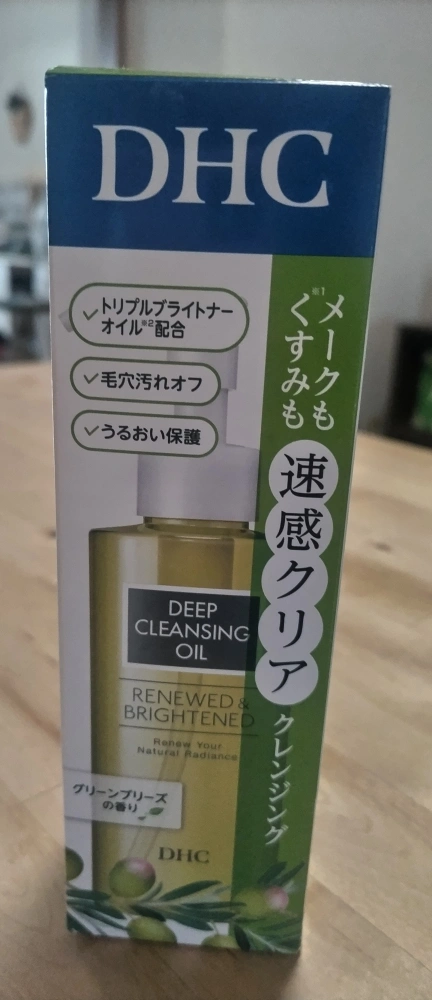 DHC
✓トリプルブライトナー
オイル※2配合
✓毛穴汚れオフ
✓うるおい保護
メークも
※1くすみも
速感クリア
クレンジング
DEEP
CLEANSING
OIL
RENEWED &
BRIGHTENED
Renew Your
Natural Radiance
グリーンブリーズ
の香り
DHC